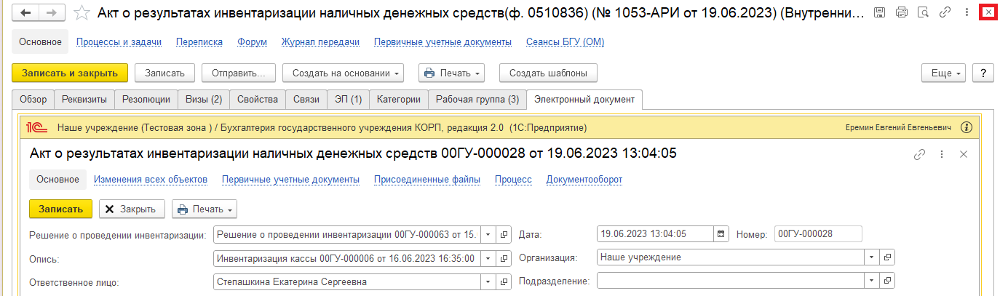 Акт о результатах инвентаризации наличных денежных средств(ф. 0510836) (№ 1053-АРИ от 19.06.2023) (Внутренни...
Основное Процессы и задачи Переписка Форум Журнал передачи Первичные учетные документы Сеансы БГУ (ОМ)
Записать и закрыть Записать Отправить... Создать на основании Печать Создать шаблоны Еще ?
Обзор Реквизиты Резолюции Визы (2) Свойства Связи ЭП (1) Категории Рабочая группа (3) Электронный документ
1С Наше учреждение (Тестовая зона ) / Бухгалтерия государственного учреждения КОРП, редакция 2.0 (1С:Предприятие) Еремин Евгений Евгеньевич
Акт о результатах инвентаризации наличных денежных средств 00ГУ-000028 от 19.06.2023 13:04:05
Основное Изменения всех объектов Первичные учетные документы Присоединенные файлы Процесс Документооборот
Записать Закрыть Печать
Решение о проведении инвентаризации: Решение о проведении инвентаризации 00ГУ-000063 от 15. Дата: 19.06.2023 13:04:05 Номер: 00ГУ-000028
Опись: Инвентаризация кассы 00ГУ-000006 от 16.06.2023 16:35:00 Организация: Наше учреждение
Ответственное лицо: Степашкина Екатерина Сергеевна Подразделение: